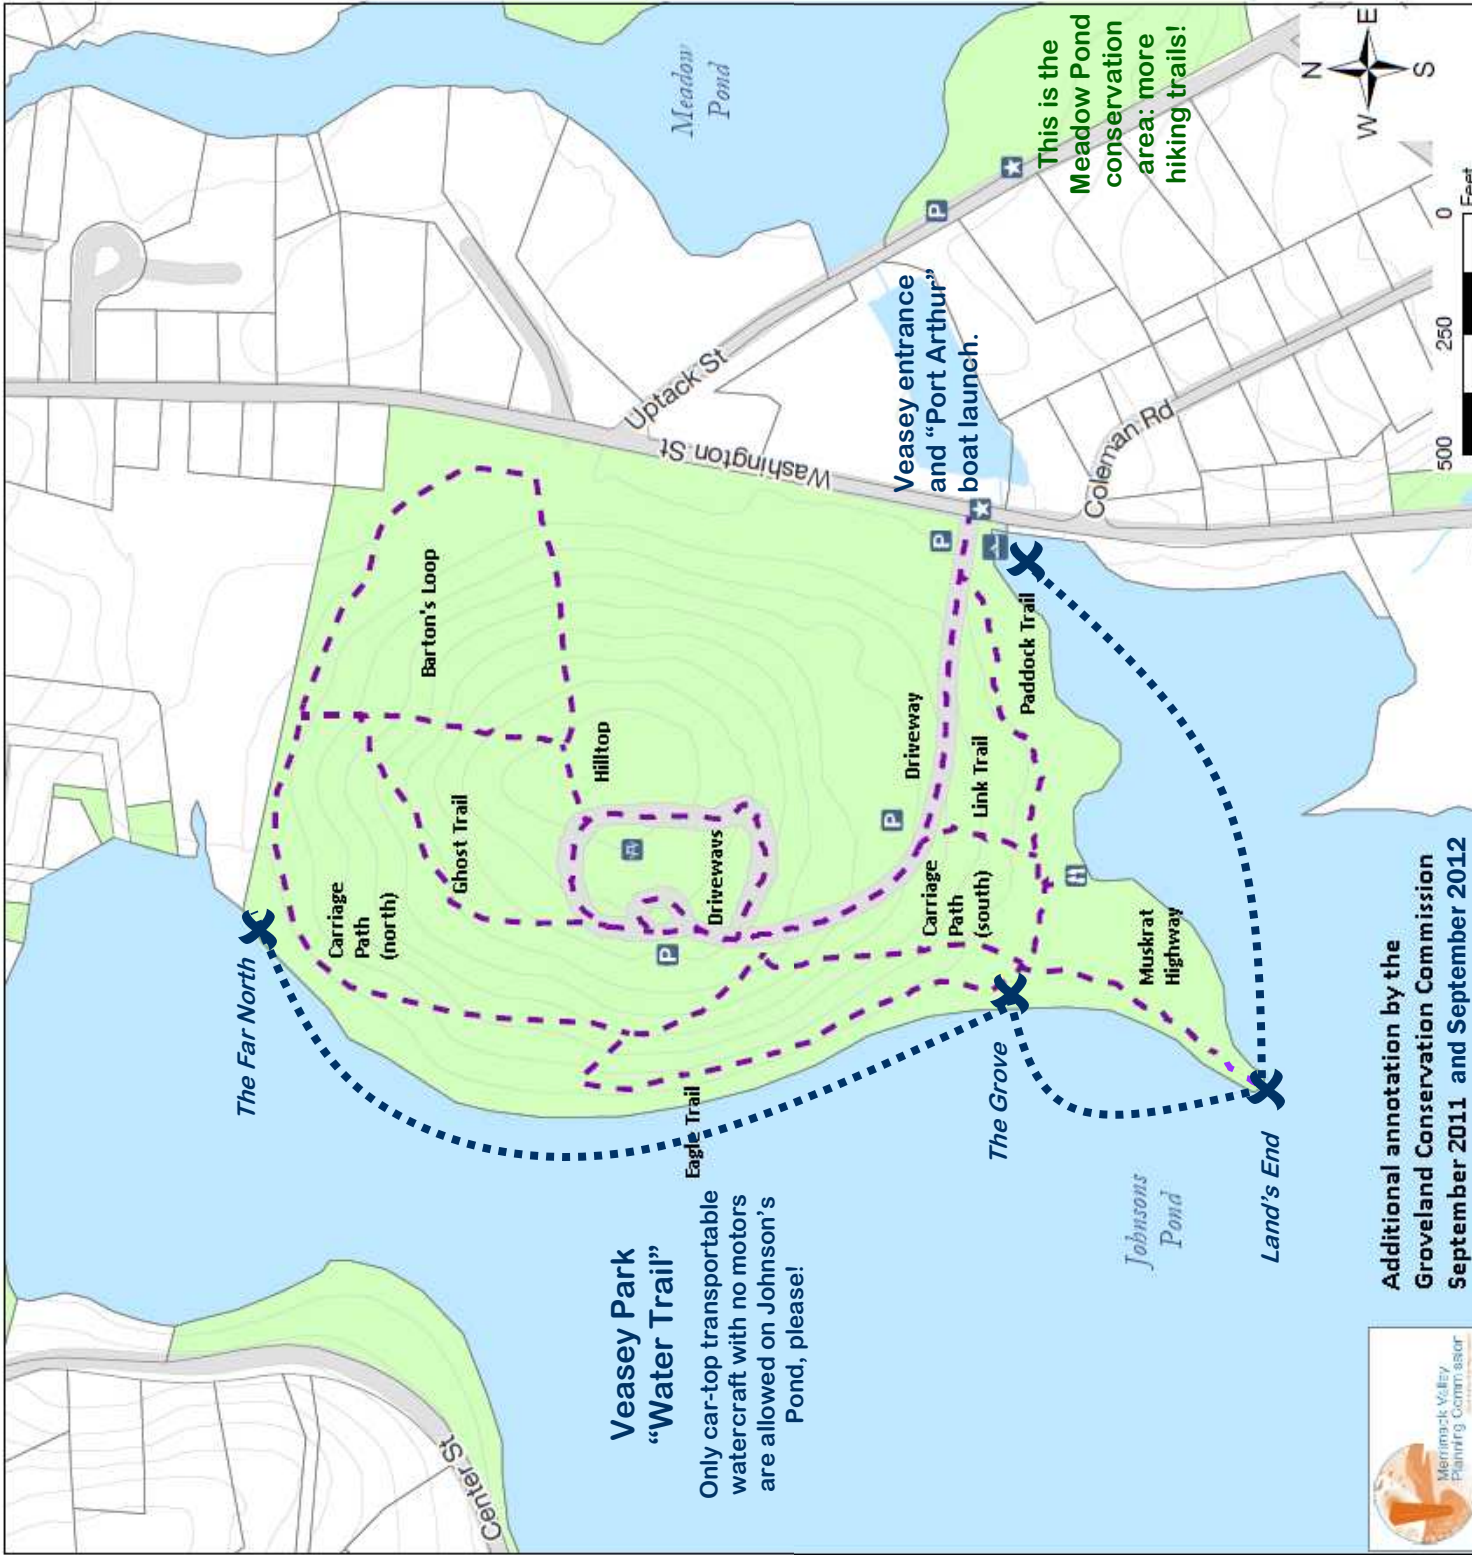 Meadow
Pond
This is the
Meadow Pond
conservation
area: more
hiking trails!
N
E
W
S
Uptack St
Washington St
Coleman Rd
Center St
Veasey entrance
and “Port Arthur”
boat launch.
P
P
P
P
Barton's Loop
Hilltop
Ghost Trail
Carriage
Path
(north)
Driveways
Driveway
Link Trail
Paddock Trail
Carriage
Path
(south)
Muskrat
Highway
Eagle Trail
The Far North
The Grove
Land's End
Johnsons
Pond
Veasey Park
“Water Trail”
Only car-top transportable
watercraft with no motors
are allowed on Johnson's
Pond, please!
500
250
0
Feet
Additional annotation by the
Groveland Conservation Commission
September 2011 and September 2012
Merrimack Valley
Planning Commission